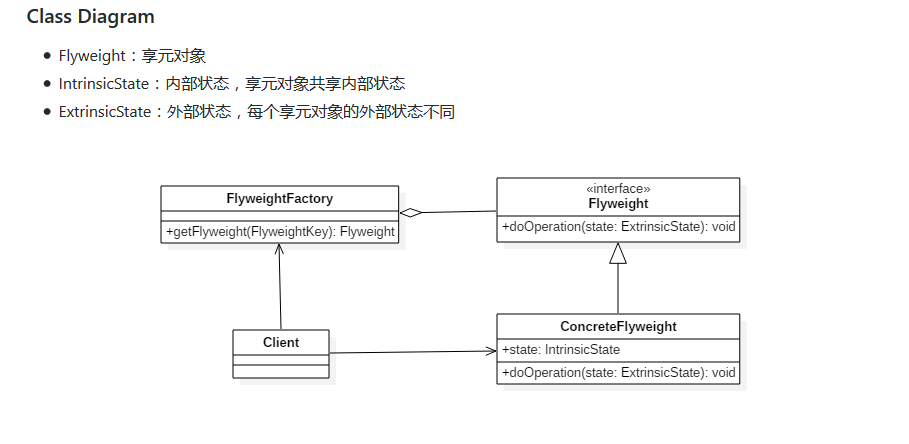 Class Diagram
Flyweight：享元对象
IntrinsicState：内部状态，享元对象共享内部状态
ExtrinsicState：外部状态，每个享元对象的外部状态不同
FlyweightFactory
+getFlyweight(FlyweightKey): Flyweight
«interface»
Flyweight
+doOperation(state: ExtrinsicState): void
Client
ConcreteFlyweight
+state: IntrinsicState
+doOperation(state: ExtrinsicState): void